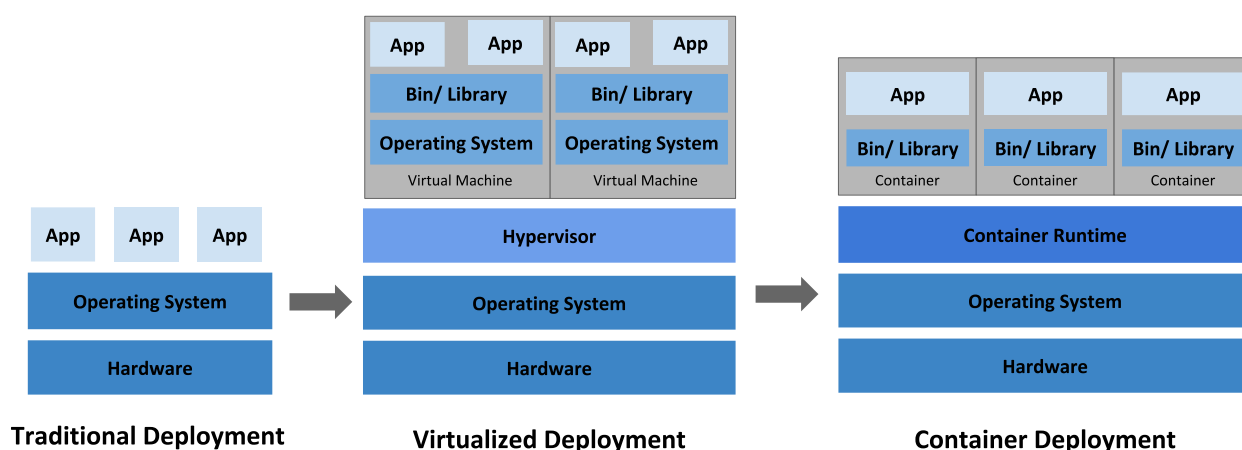 App
App
App
Operating System
Hardware
Traditional Deployment
App
App
Bin/ Library
Operating System
Virtual Machine
App
App
Bin/ Library
Operating System
Virtual Machine
Hypervisor
Operating System
Hardware
Virtualized Deployment
App
Bin/ Library
Container
App
Bin/ Library
Container
App
Bin/ Library
Container
Container Runtime
Operating System
Hardware
Container Deployment